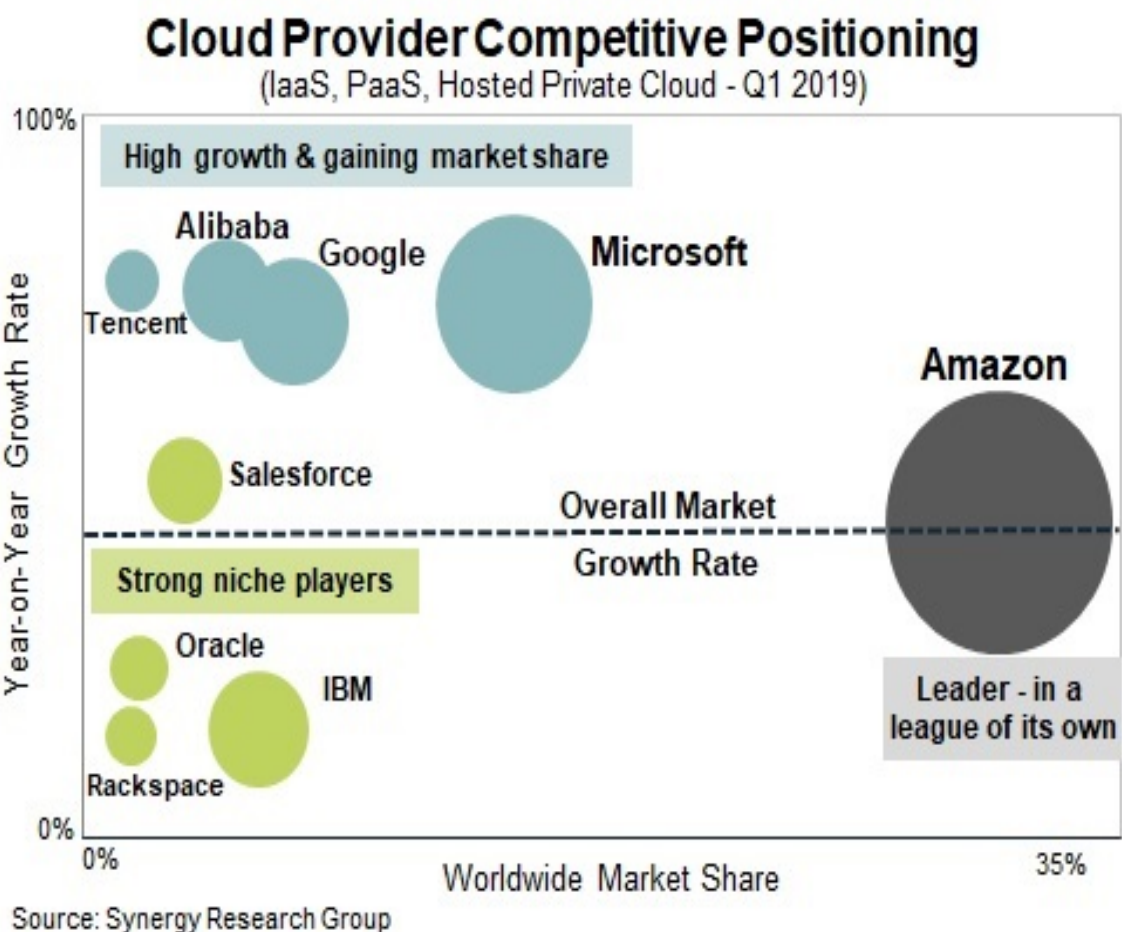 Cloud Provider Competitive Positioning
(IaaS, PaaS, Hosted Private Cloud - Q1 2019)
100%
High growth & gaining market share
Alibaba
Google
Microsoft
Tencent
Amazon
Year-on-Year Growth Rate
Salesforce
Overall Market
Growth Rate
Strong niche players
Oracle
IBM
Leader - in a
league of its own
Rackspace
0%
0%
35%
Worldwide Market Share
Source: Synergy Research Group